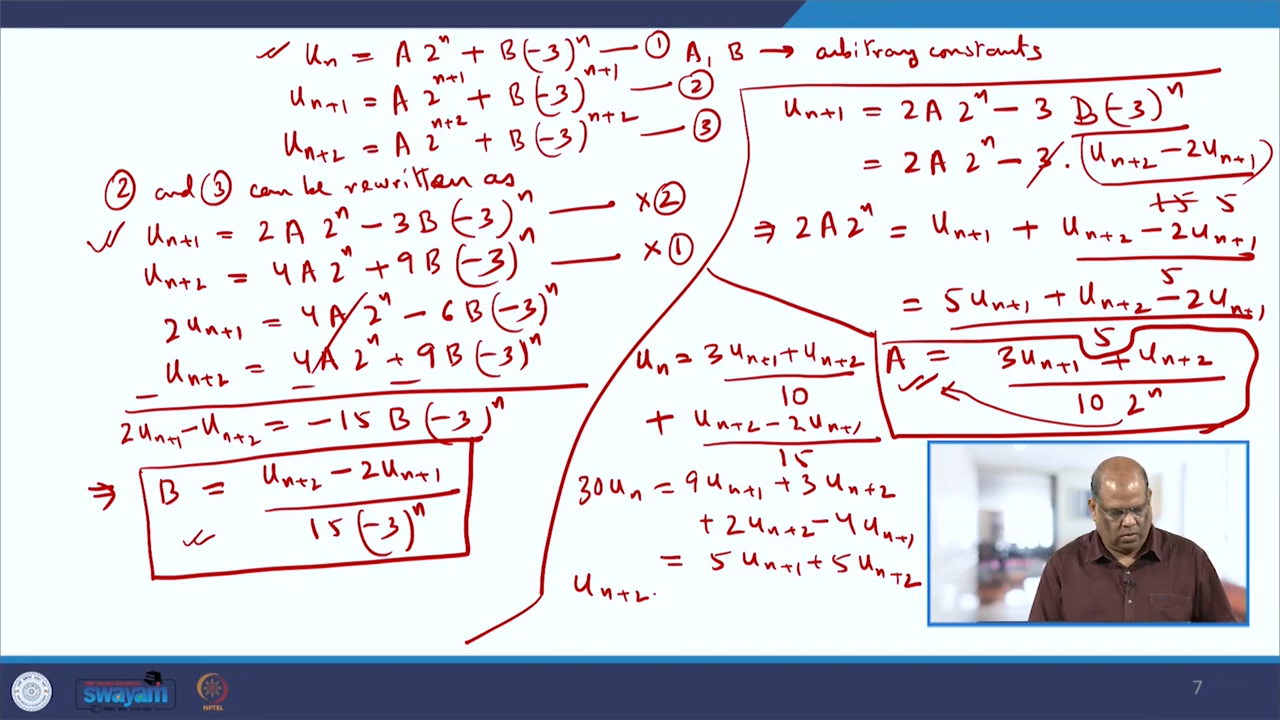 ✓ u_n = A 2^n + B(-3)^n — ① A, B → arbitrary constants
u_{n+1} = A 2^{n+1} + B(-3)^{n+1} — ②
u_{n+2} = A 2^{n+2} + B(-3)^{n+2} — ③
② and ③ can be rewritten as
✓ u_{n+1} = 2A 2^n - 3B(-3)^n — ×②
u_{n+2} = 4A 2^n + 9B(-3)^n — ×①
2u_{n+1} = 4A 2^n - 6B(-3)^n
u_{n+2} = 4A 2^n + 9B(-3)^n
- - -
2u_{n+1} - u_{n+2} = -15 B(-3)^n
⇒ B = (u_{n+2} - 2u_{n+1}) / (15(-3)^n)
✓
u_{n+1} = 2A 2^n - 3 B(-3)^n
= 2A 2^n - 3 · (u_{n+2} - 2u_{n+1}) / 15 5
⇒ 2A 2^n = u_{n+1} + (u_{n+2} - 2u_{n+1}) / 5
= (5u_{n+1} + u_{n+2} - 2u_{n+1}) / 5
A = (3u_{n+1} + u_{n+2}) / (10 2^n)
✓
u_n = (3u_{n+1} + u_{n+2}) / 10
+ (u_{n+2} - 2u_{n+1}) / 15
30u_n = 9u_{n+1} + 3u_{n+2}
+ 2u_{n+2} - 4u_{n+1}
= 5u_{n+1} + 5u_{n+2}
u_{n+2}
swayam
NPTEL
7